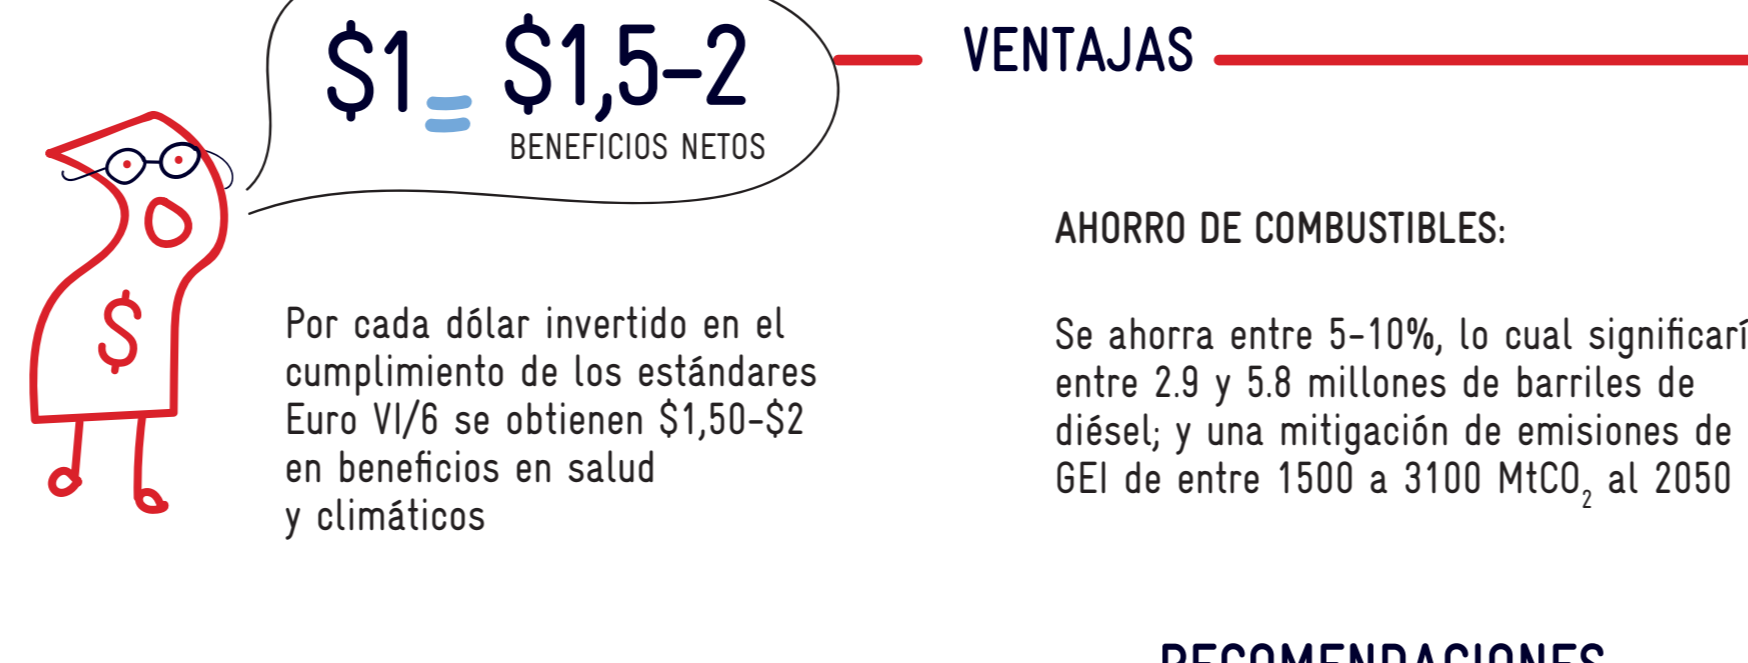 $1 = $1,5-2
BENEFICIOS NETOS
VENTAJAS
$
Por cada dólar invertido en el
cumplimiento de los estándares
Euro VI/6 se obtienen $1,50-$2
en beneficios en salud
y climáticos
AHORRO DE COMBUSTIBLES:
Se ahorra entre 5-10%, lo cual significarí
entre 2.9 y 5.8 millones de barriles de
diésel; y una mitigación de emisiones de
GEI de entre 1500 a 3100 MtCO₂ al 2050
RECOMENDACIONES